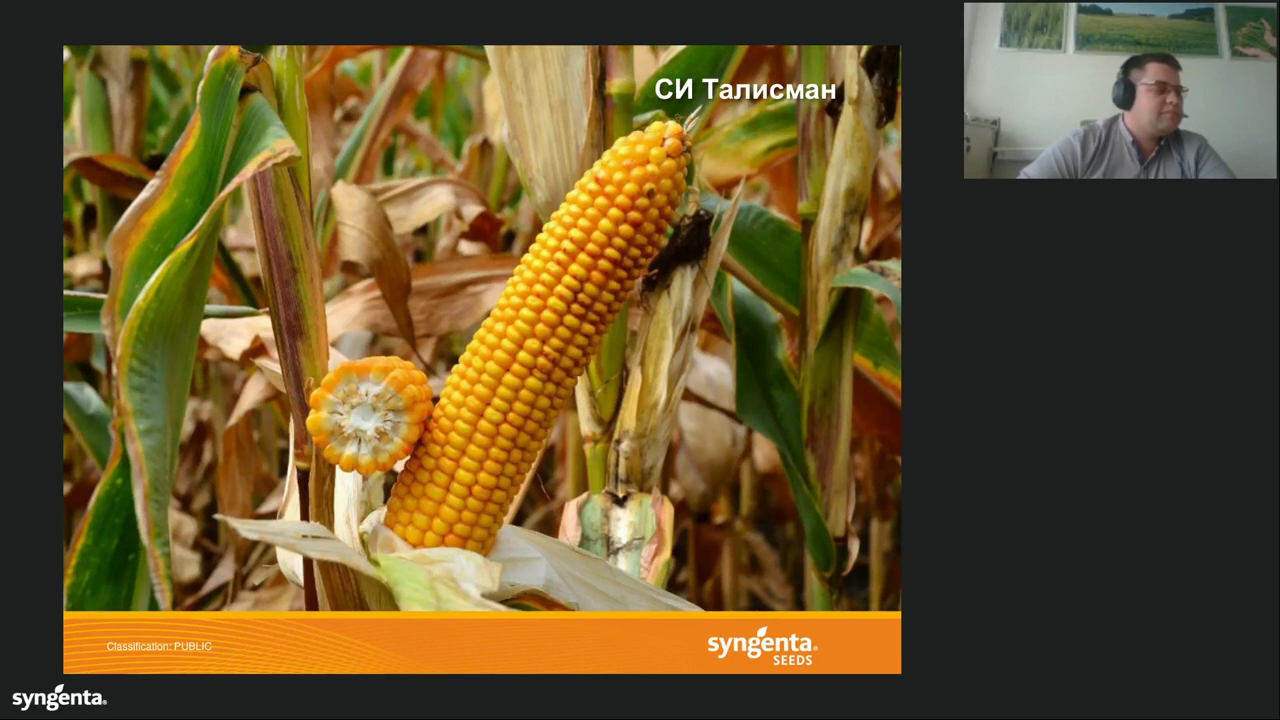 СИ Талисман
Classification: PUBLIC
syngenta
SEEDS
syngenta